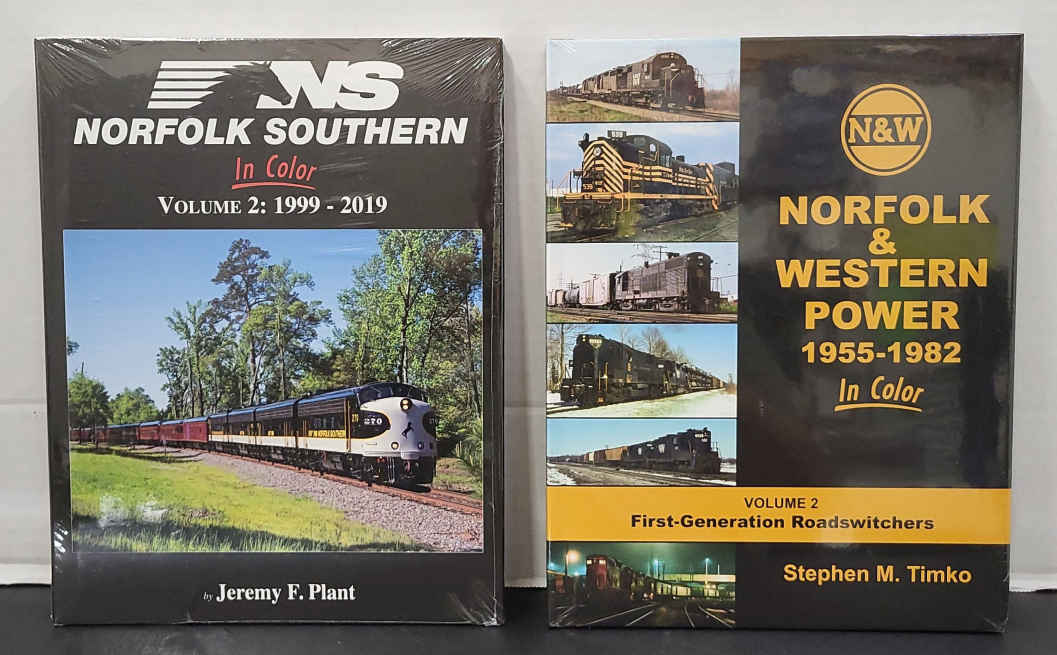 NS
NORFOLK SOUTHERN
In Color
VOLUME 2: 1999 - 2019
270
270
by Jeremy F. Plant
N&W
NORFOLK
&
WESTERN
POWER
1955-1982
In Color
VOLUME 2
First-Generation Roadswitchers
Stephen M. Timko